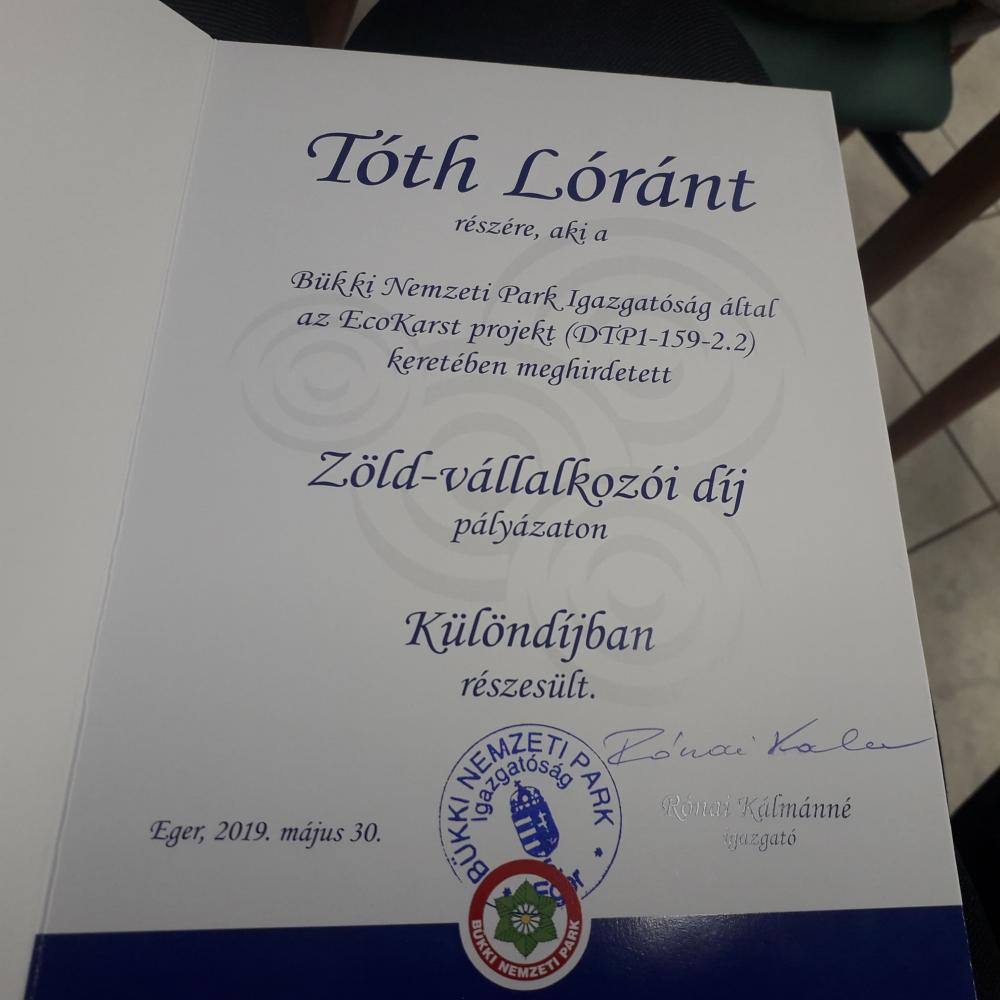 Tóth Lóránt
részére, aki a
Bükki Nemzeti Park Igazgatóság által
az EcoKarst projekt (DTP1-159-2.2)
keretében meghirdetett
Zöld-vállalkozói díj
pályázaton
Különdíjban
részesült.
Rónai Kálmánné
igazgató
Eger, 2019. május 30.
BÜKKI NEMZETI PARK
Igazgatóság
BÜKKI NEMZETI PARK